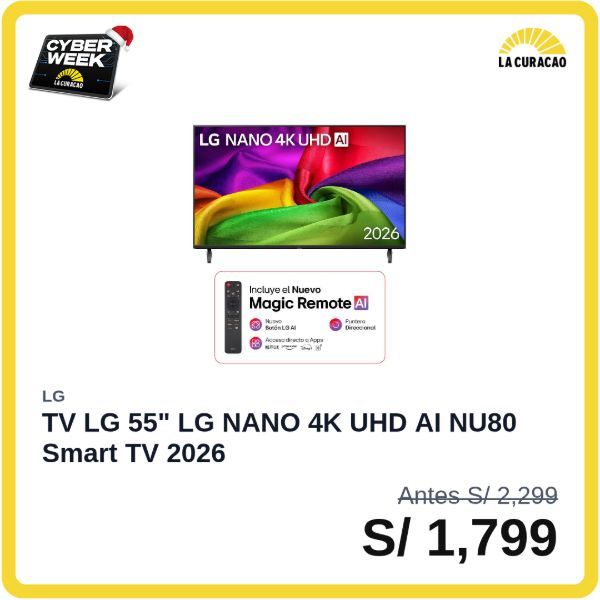 CYBER
WEEK
LA CURACAO
LA CURACAO
LG NANO 4K UHD AI
2026
Incluye el Nuevo
Magic Remote AI
Nuevo
Botón LG AI
Puntero
Direccional
Acceso directo a Apps
NETFLIX
LG
TV LG 55" LG NANO 4K UHD AI NU80
Smart TV 2026
Antes S/ 2,299
S/ 1,799